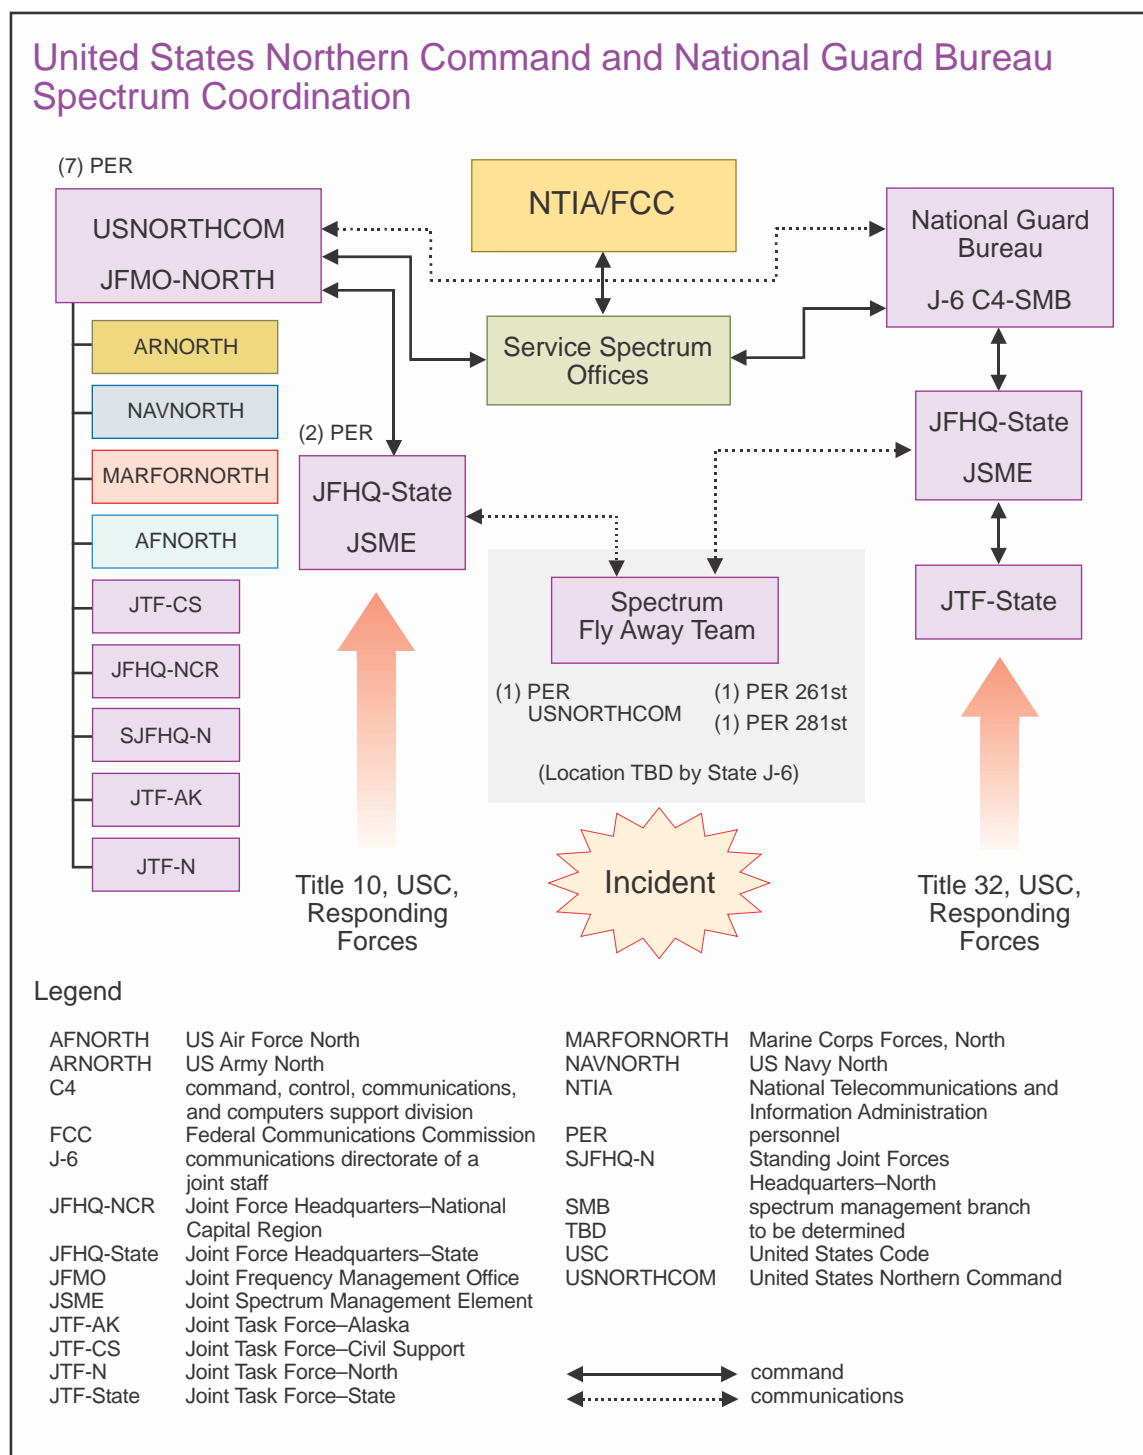 United States Northern Command and National Guard Bureau
Spectrum Coordination
(7) PER
USNORTHCOM
JFMO-NORTH
NTIA/FCC
National Guard
Bureau
J-6 C4-SMB
Service Spectrum
Offices
ARNORTH
NAVNORTH
MARFORNORTH
AFNORTH
JTF-CS
JFHQ-NCR
SJFHQ-N
JTF-AK
JTF-N
(2) PER
JFHQ-State
JSME
JFHQ-State
JSME
JTF-State
Spectrum
Fly Away Team
(1) PER
USNORTHCOM
(1) PER 261st
(1) PER 281st
(Location TBD by State J-6)
Incident
Title 10, USC,
Responding
Forces
Title 32, USC,
Responding
Forces
Legend
AFNORTH US Air Force North
ARNORTH US Army North
C4 command, control, communications,
and computers support division
FCC Federal Communications Commission
J-6 communications directorate of a
joint staff
JFHQ-NCR Joint Force Headquarters–National
Capital Region
JFHQ-State Joint Force Headquarters–State
JFMO Joint Frequency Management Office
JSME Joint Spectrum Management Element
JTF-AK Joint Task Force–Alaska
JTF-CS Joint Task Force–Civil Support
JTF-N Joint Task Force–North
JTF-State Joint Task Force–State
MARFORNORTH Marine Corps Forces, North
NAVNORTH US Navy North
NTIA National Telecommunications and
Information Administration
PER personnel
SJFHQ-N Standing Joint Forces
Headquarters–North
SMB spectrum management branch
TBD to be determined
USC United States Code
USNORTHCOM United States Northern Command
command
communications